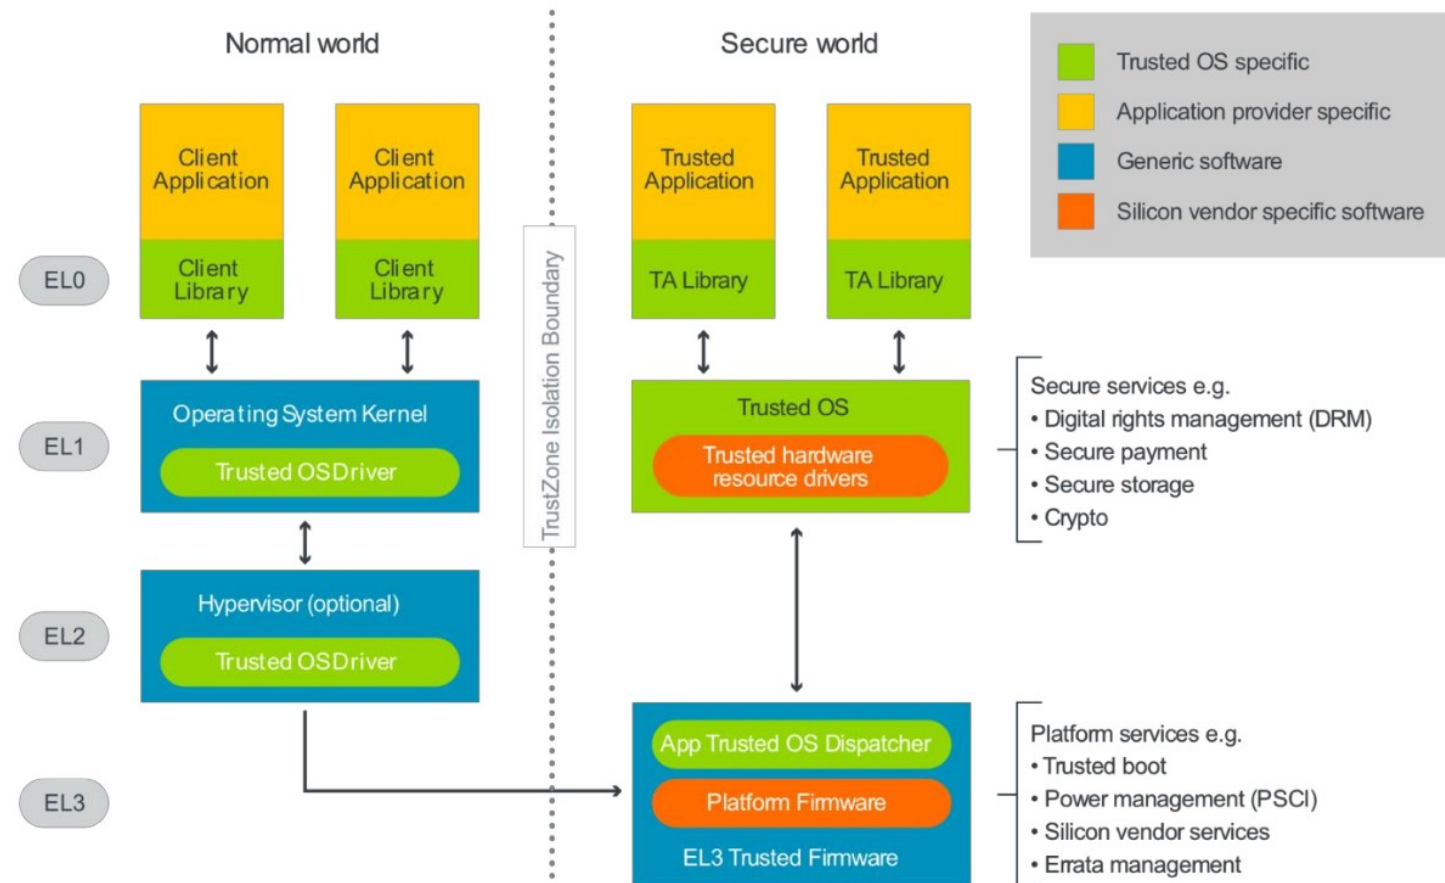 Normal world
Secure world
Trusted OS specific
Application provider specific
Generic software
Silicon vendor specific software
Client
Application
Client
Application
Trusted
Application
Trusted
Application
EL0
Client
Library
Client
Library
TA Library
TA Library
TrustZone Isolation Boundary
EL1
Operating System Kernel
Trusted OS Driver
Trusted OS
Trusted hardware
resource drivers
Secure services e.g.
• Digital rights management (DRM)
• Secure payment
• Secure storage
• Crypto
EL2
Hypervisor (optional)
Trusted OS Driver
EL3
App Trusted OS Dispatcher
Platform Firmware
EL3 Trusted Firmware
Platform services e.g.
• Trusted boot
• Power management (PSCI)
• Silicon vendor services
• Errata management